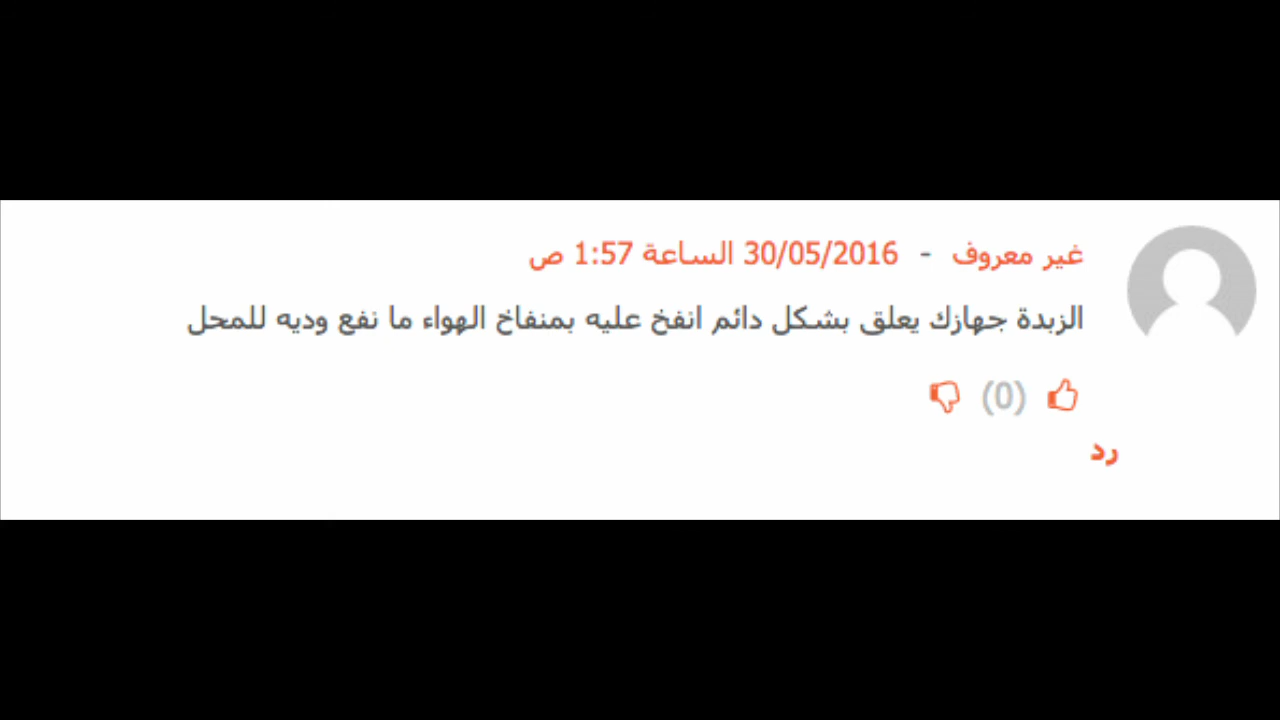 غير معروف - 30/05/2016 الساعة 1:57 ص
الزبدة جهازك يعلق بشكل دائم انفخ عليه بمنفاخ الهواء ما نفع وديه للمحل
(0)
رد